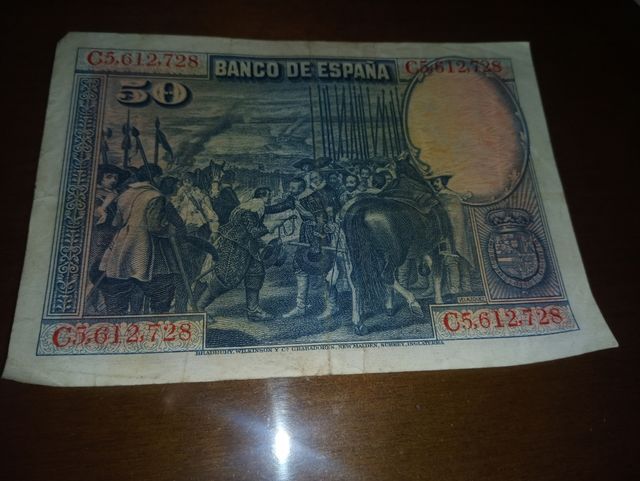 C5,612,728 BANCO DE ESPAÑA C5,612,728
50
C5,612,728 C5,612,728
BRADBURY, WILKINSON Y Cª GRABADORES, NEW MALDEN, SURREY, INGLATERRA